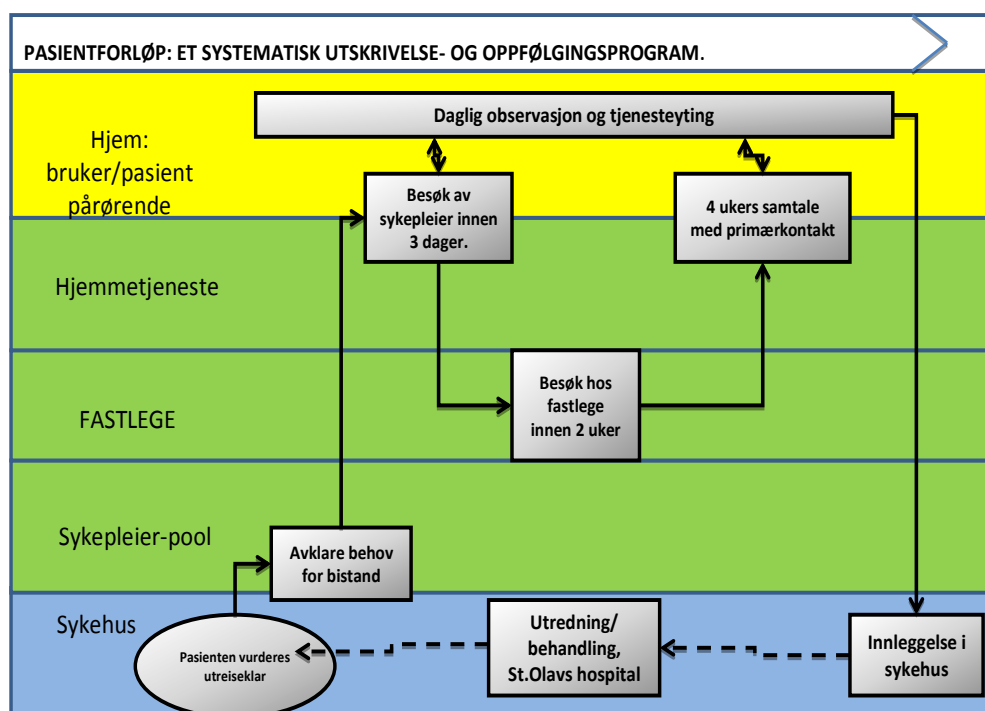 PASIENTFORLØP: ET SYSTEMATISK UTSKRIVELSE- OG OPPFØLGINGSPROGRAM.
Daglig observasjon og tjenesteyting
Hjem:
bruker/pasient
pårørende
Besøk av
sykepleier innen
3 dager.
4 ukers samtale
med primærkontakt
Hjemmetjeneste
Besøk hos
fastlege
innen 2 uker
FASTLEGE
Sykepleier-pool
Avklare behov
for bistand
Sykehus
Pasienten vurderes
utreiseklar
Utredning/
behandling,
St.Olavs hospital
Innleggelse i
sykehus